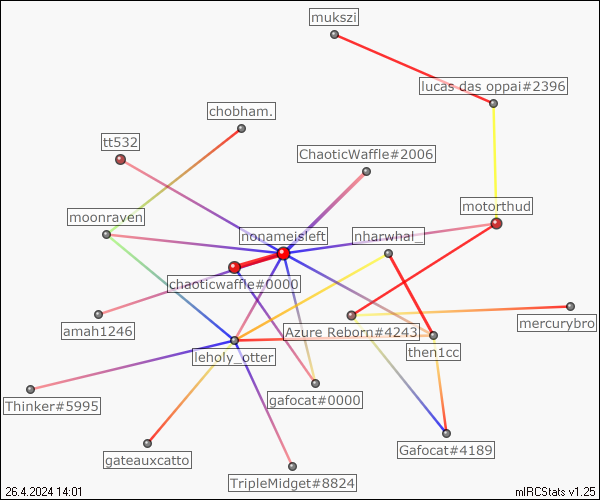 mukszi
lucas das oppai#2396
chobham.
tt532
ChaoticWaffle#2006
motorthud
moonraven
nonameisleft
nharwhal_
chaoticwaffle#0000
amah1246
Azure Reborn#4243
mercurybro
then1cc
leholy_otter
Thinker#5995
gafocat#0000
Gafocat#4189
gateauxcatto
TripleMidget#8824
26.4.2024 14:01
mIRCStats v1.25